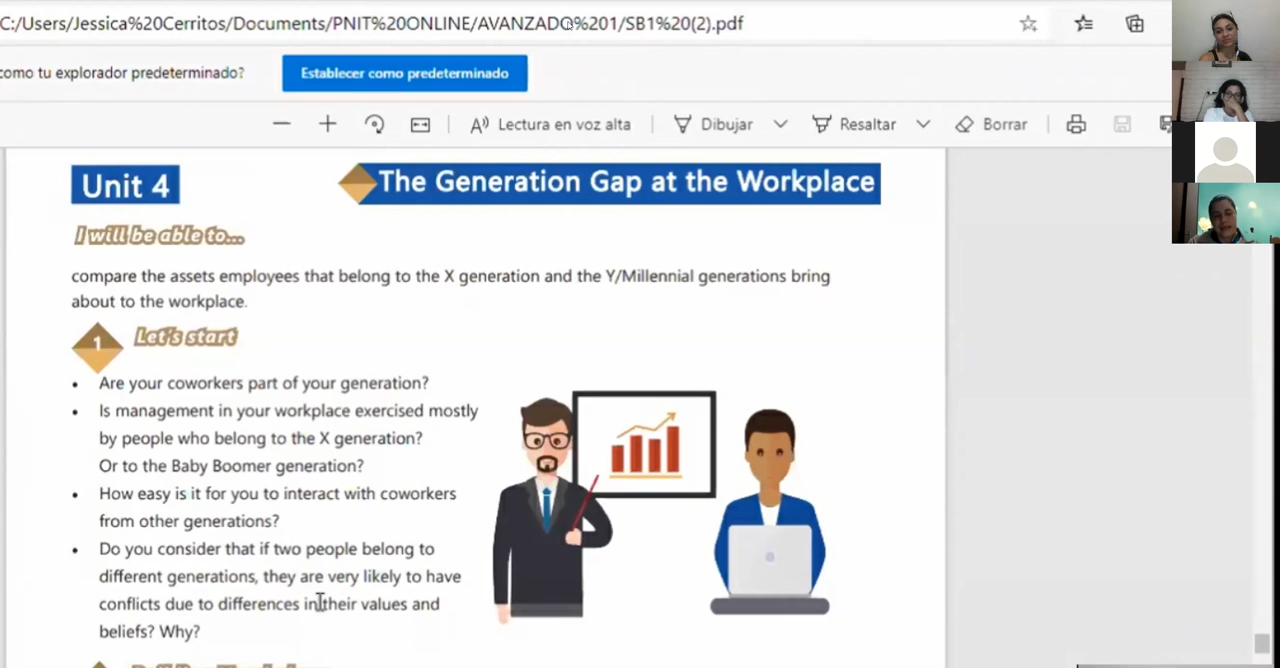 C:/Users/Jessica%20Cerritos/Documents/PNIT%20ONLINE/AVANZADO%201/SB1%20(2).pdf
como tu explorador predeterminado?
Establecer como predeterminado
Lectura en voz alta
Dibujar
Resaltar
Borrar
Unit 4
The Generation Gap at the Workplace
I will be able to...
compare the assets employees that belong to the X generation and the Y/Millennial generations bring
about to the workplace.
1
Let's start
• Are your coworkers part of your generation?
• Is management in your workplace exercised mostly
by people who belong to the X generation?
Or to the Baby Boomer generation?
• How easy is it for you to interact with coworkers
from other generations?
• Do you consider that if two people belong to
different generations, they are very likely to have
conflicts due to differences in their values and
beliefs? Why?